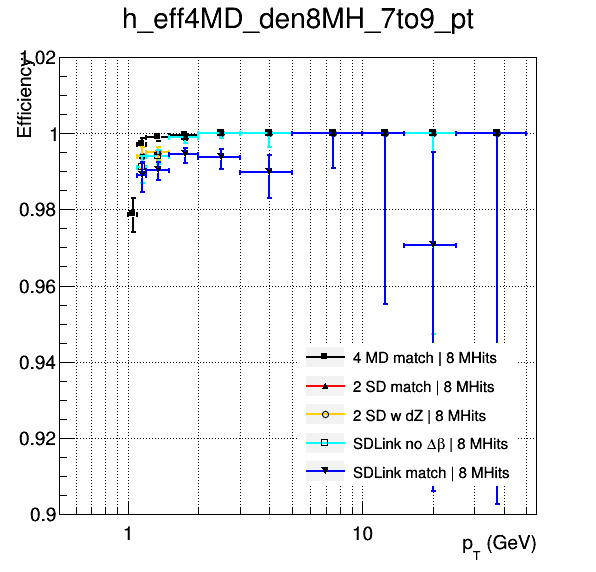 h_eff4MD_den8MH_7to9_pt
Efficiency
1.02
1
0.98
0.96
0.94
0.92
0.9
4 MD match | 8 MHits
2 SD match | 8 MHits
2 SD w dZ | 8 MHits
SDLink no Δβ | 8 MHits
SDLink match | 8 MHits
1
10
p_T (GeV)